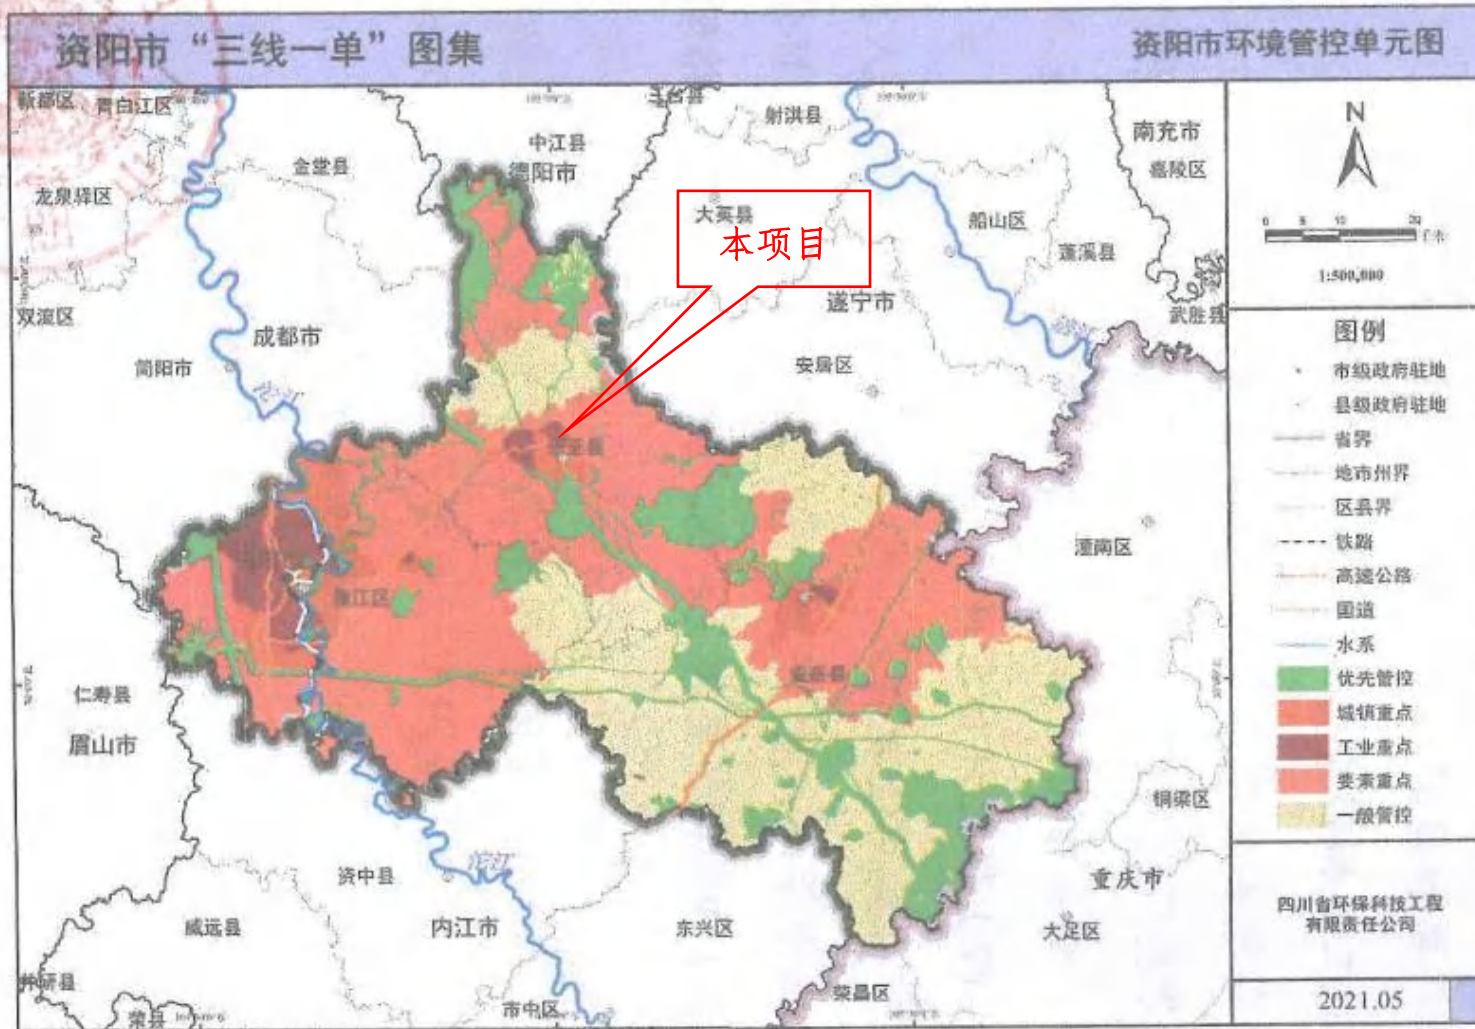 资阳市“三线一单”图集
资阳市环境管控单元图
新都区
青白江区
金堂县
中江县
德阳市
射洪县
南充市
嘉陵区
龙泉驿区
大英县
船山区
蓬溪县
本项目
双流区
成都市
遂宁市
武胜县
简阳市
安居区
潼南区
雁江区
安岳县
仁寿县
眉山市
铜梁区
重庆市
资中县
威远县
内江市
东兴区
大足区
井研县
荣县
市中区
荣昌区
N
0 5 10 20
千米
1:500,000
图例
市级政府驻地
县级政府驻地
省界
地市州界
区县界
铁路
高速公路
国道
水系
优先管控
城镇重点
工业重点
要素重点
一般管控
四川省环保科技工程
有限责任公司
2021.05